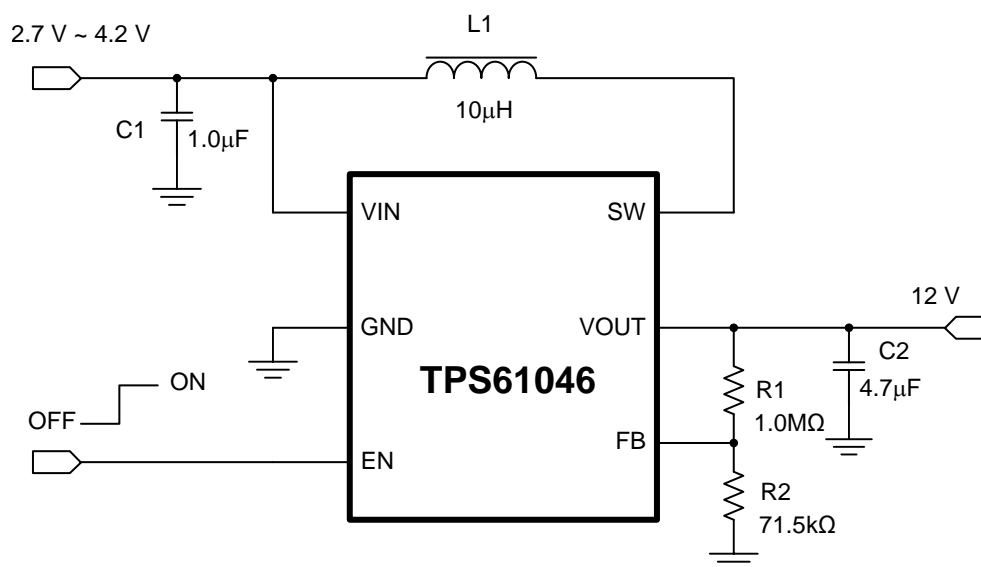 2.7 V ~ 4.2 V
L1
10μH
C1
1.0μF
VIN
SW
12 V
GND
VOUT
TPS61046
C2
4.7μF
ON
OFF
R1
1.0MΩ
FB
EN
R2
71.5kΩ